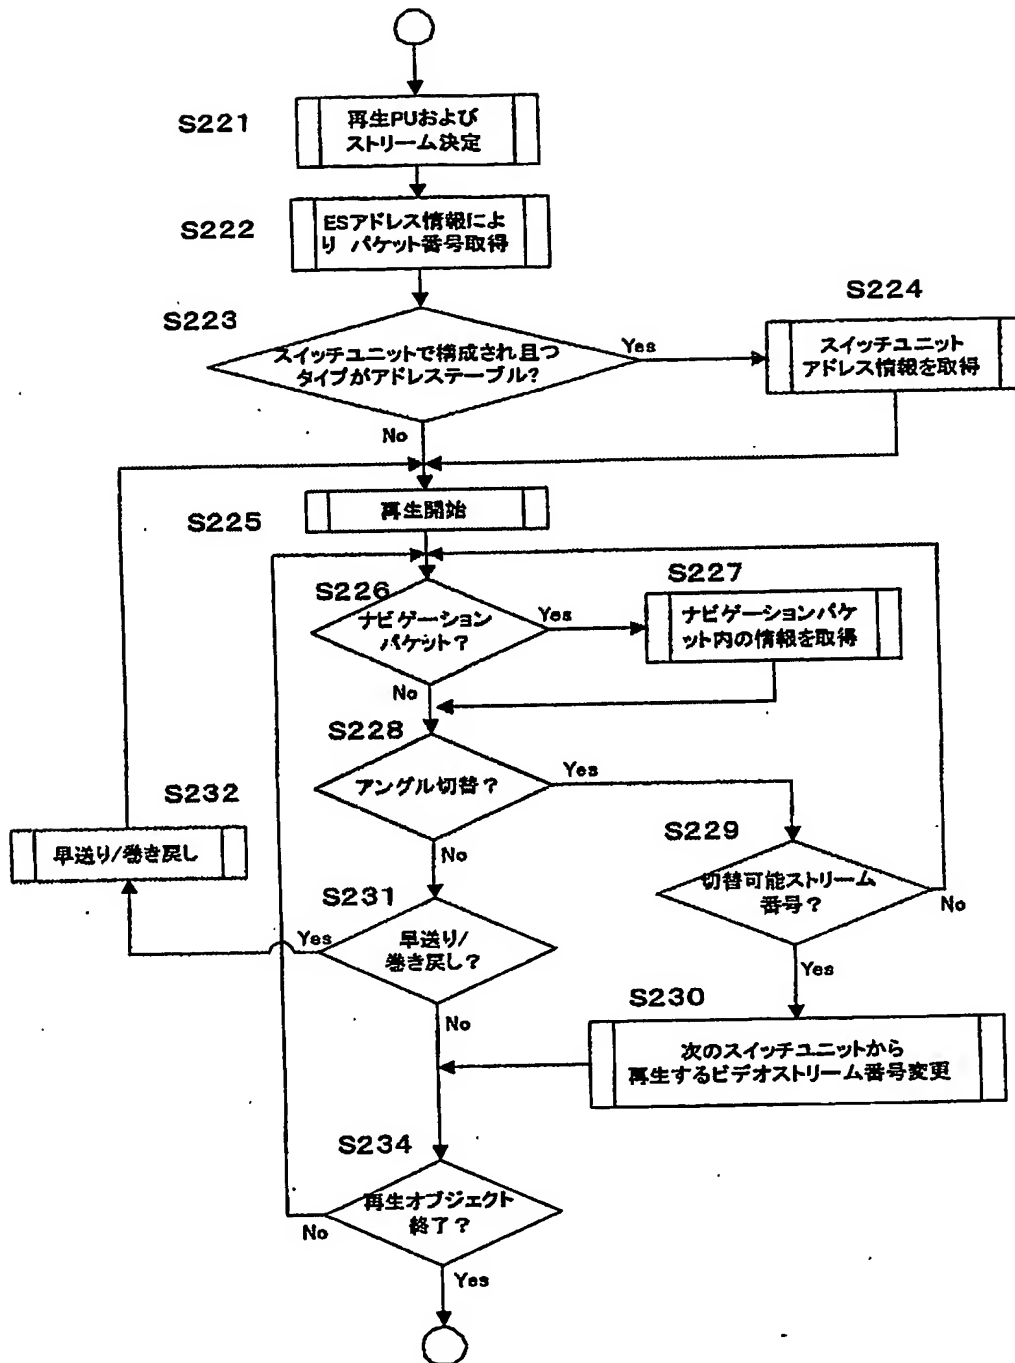 S221
再生PUおよび
ストリーム決定
S222
ESアドレス情報によ
り パケット番号取得
S223
スイッチユニットで構成され且つ
タイプがアドレステーブル?
Yes
No
S224
スイッチユニット
アドレス情報を取得
S225
再生開始
S226
ナビゲーション
パケット?
Yes
No
S227
ナビゲーションパケ
ット内の情報を取得
S228
アングル切替?
Yes
No
S229
切替可能ストリーム
番号?
No
Yes
S230
次のスイッチユニットから
再生するビデオストリーム番号変更
S231
早送り/
巻き戻し?
Yes
No
S232
早送り/巻き戻し
S234
再生オブジェクト
終了?
No
Yes